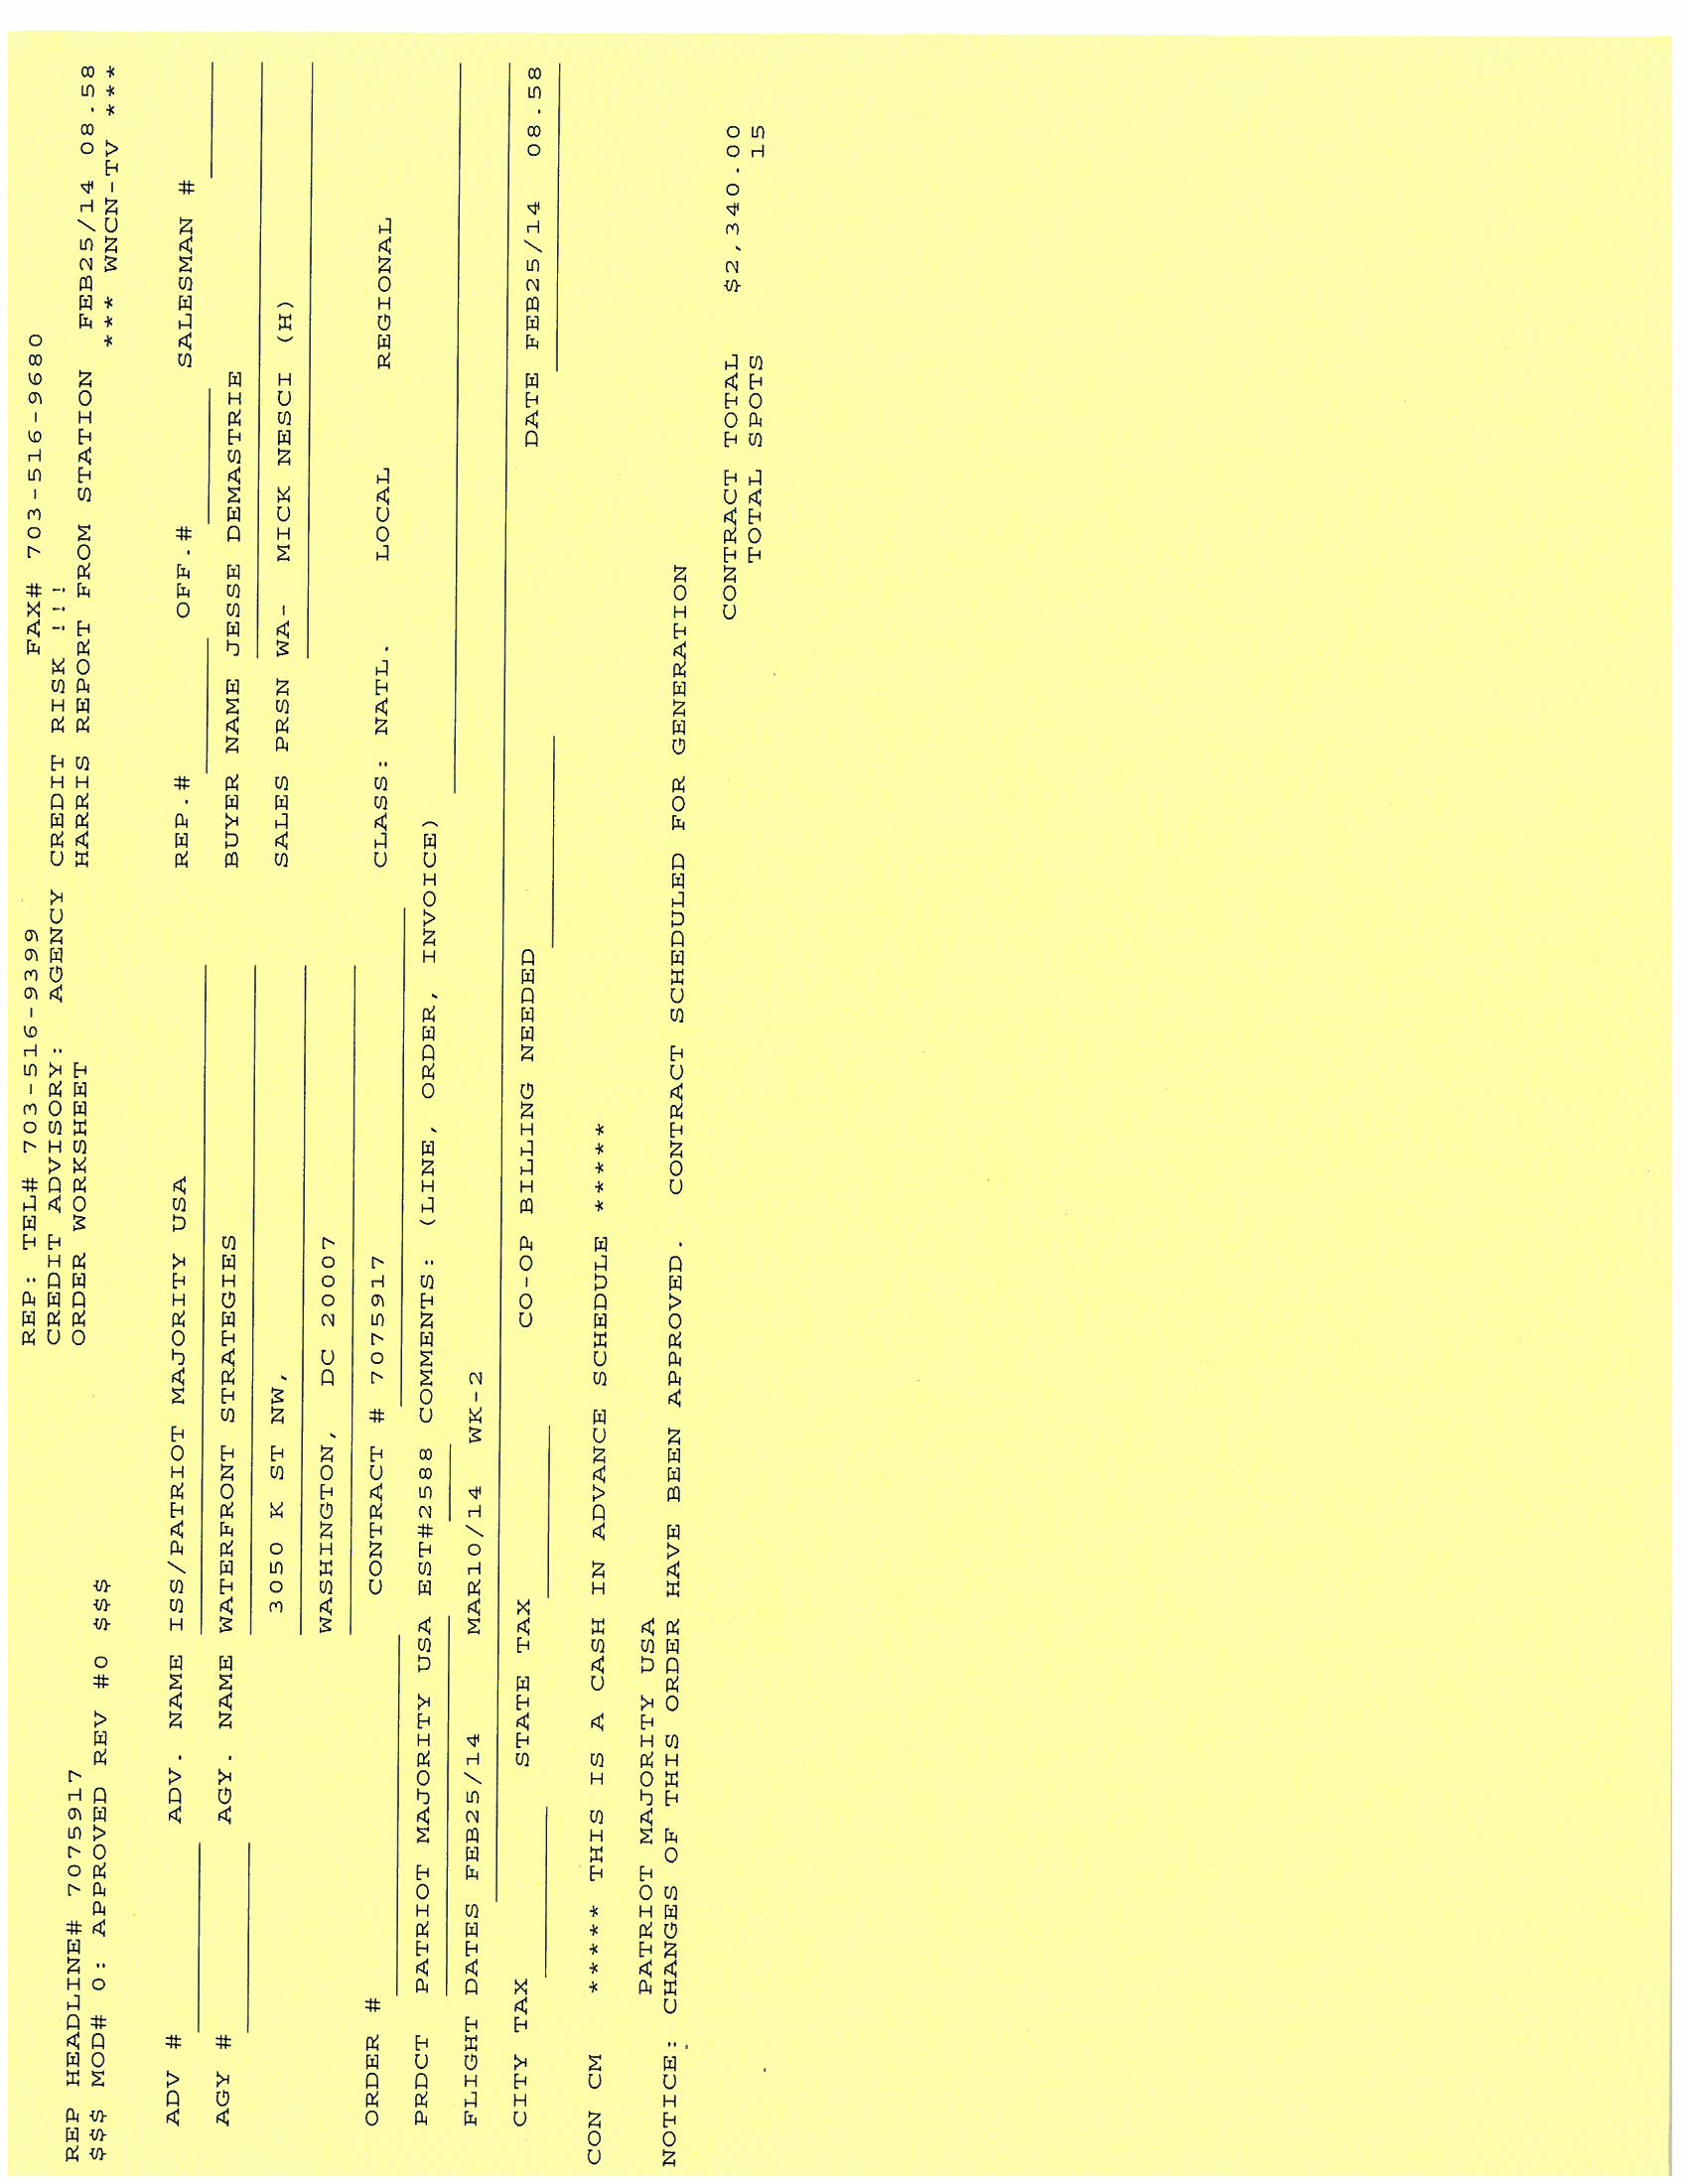 REP: TEL# 703-516-9399 FAX# 703-516-9680
CREDIT ADVISORY: AGENCY CREDIT RISK !!!
REP HEADLINE# 7075917 ORDER WORKSHEET HARRIS REPORT FROM STATION FEB25/14 08.58
$$$ MOD# 0: APPROVED REV #0 $$$ *** WNCN-TV ***
ADV # ADV. NAME ISS/PATRIOT MAJORITY USA REP.# OFF.# SALESMAN #
AGY # AGY. NAME WATERFRONT STRATEGIES BUYER NAME JESSE DEMASTRIE
3050 K ST NW, SALES PRSN WA- MICK NESCI (H)
WASHINGTON, DC 20007
ORDER # CONTRACT # 7075917 CLASS: NATL. LOCAL REGIONAL
PRDCT PATRIOT MAJORITY USA EST#2588 COMMENTS: (LINE, ORDER, INVOICE)
FLIGHT DATES FEB25/14 MAR10/14 WK-2
CITY TAX STATE TAX CO-OP BILLING NEEDED DATE FEB25/14 08.58
CON CM ***** THIS IS A CASH IN ADVANCE SCHEDULE *****
PATRIOT MAJORITY USA
NOTICE: CHANGES OF THIS ORDER HAVE BEEN APPROVED. CONTRACT SCHEDULED FOR GENERATION
CONTRACT TOTAL $2,340.00
TOTAL SPOTS 15